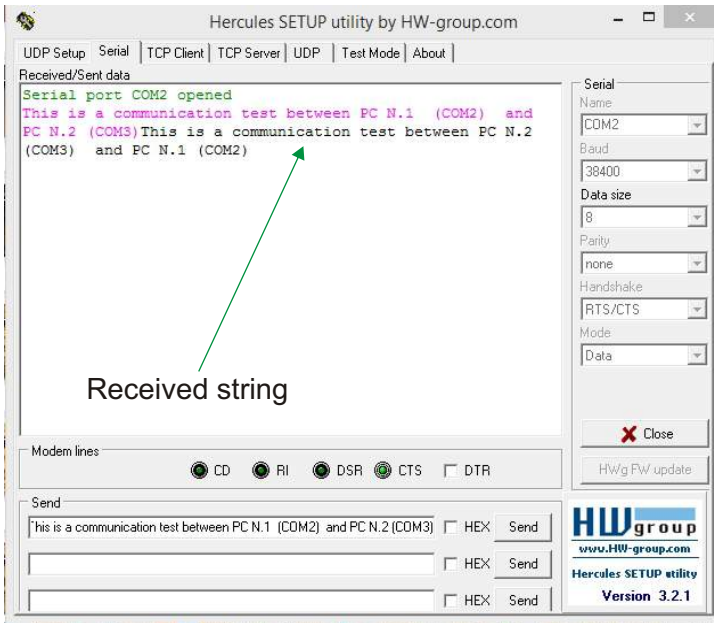 Hercules SETUP utility by HW-group.com
UDP Setup Serial TCP Client TCP Server UDP Test Mode About
Received/Sent data
Serial port COM2 opened
This is a communication test between PC N.1 (COM2) and
PC N.2 (COM3)This is a communication test between PC N.2
(COM3) and PC N.1 (COM2)
Received string
Serial
Name
COM2
Baud
38400
Data size
8
Parity
none
Handshake
RTS/CTS
Mode
Data
Close
HWg FW update
Modem lines
CD RI DSR CTS DTR
Send
his is a communication test between PC N.1 (COM2) and PC N.2 (COM3) HEX Send
HEX Send
HEX Send
HW group
www.HW-group.com
Hercules SETUP utility
Version 3.2.1